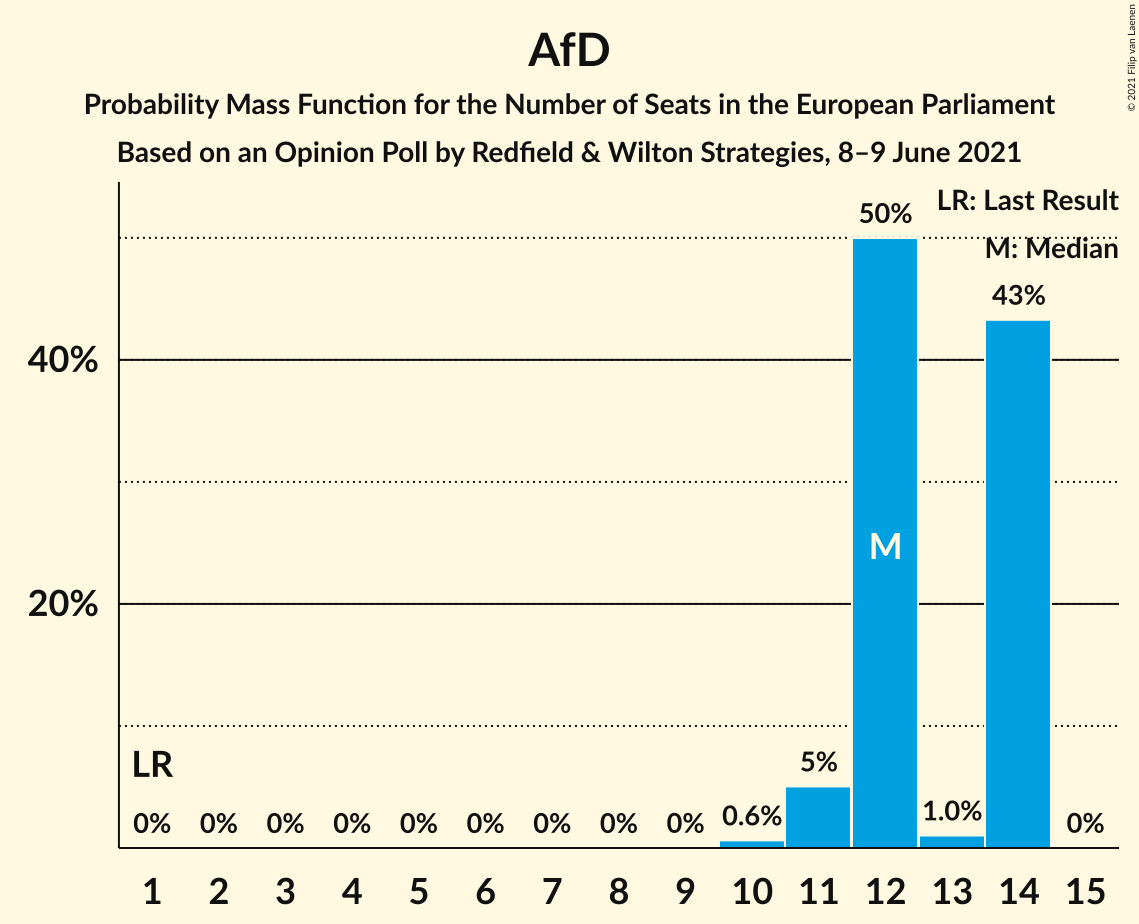 AfD
Probability Mass Function for the Number of Seats in the European Parliament
Based on an Opinion Poll by Redfield & Wilton Strategies, 8–9 June 2021
© 2021 Filip van Laenen
LR: Last Result
M: Median
50%
43%
40%
M
20%
LR
5%
0% 0% 0% 0% 0% 0% 0% 0% 0% 0.6% 1.0% 0%
1 2 3 4 5 6 7 8 9 10 11 12 13 14 15